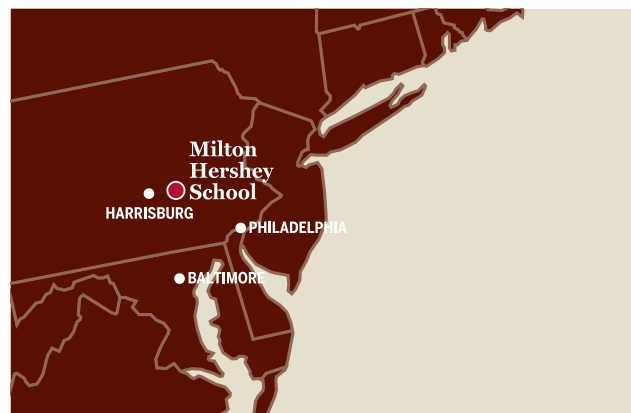 Milton
Hershey
School
HARRISBURG
PHILADELPHIA
BALTIMORE